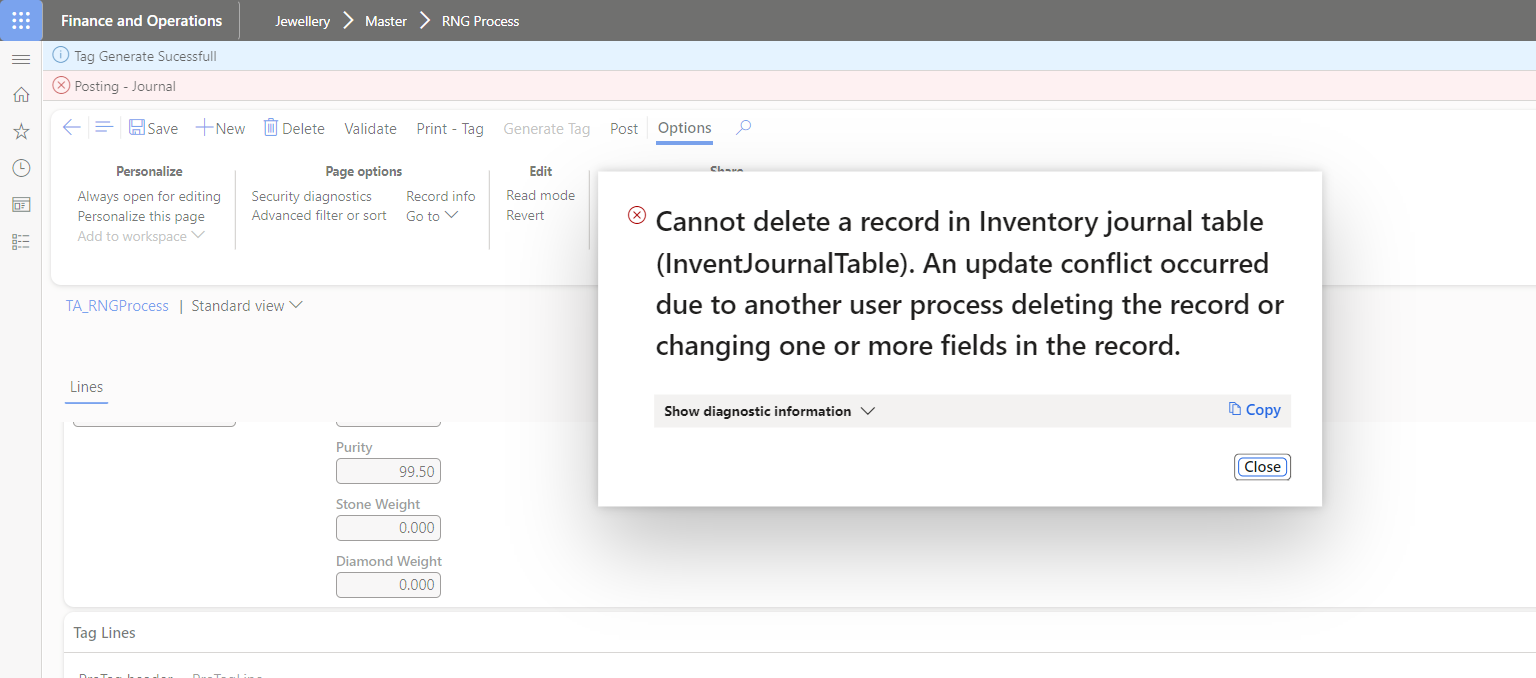 Finance and Operations
Jewellery
Master
RNG Process
Tag Generate Sucessfull
Posting - Journal
Save
New
Delete
Validate
Print - Tag
Generate Tag
Post
Options
Personalize
Always open for editing
Personalize this page
Add to workspace
Page options
Security diagnostics
Advanced filter or sort
Record info
Go to
Edit
Read mode
Revert
Share
Cannot delete a record in Inventory journal table
(InventJournalTable). An update conflict occurred
due to another user process deleting the record or
changing one or more fields in the record.
Show diagnostic information
Copy
Close
TA_RNGProcess | Standard view
Lines
Purity
99.50
Stone Weight
0.000
Diamond Weight
0.000
Tag Lines